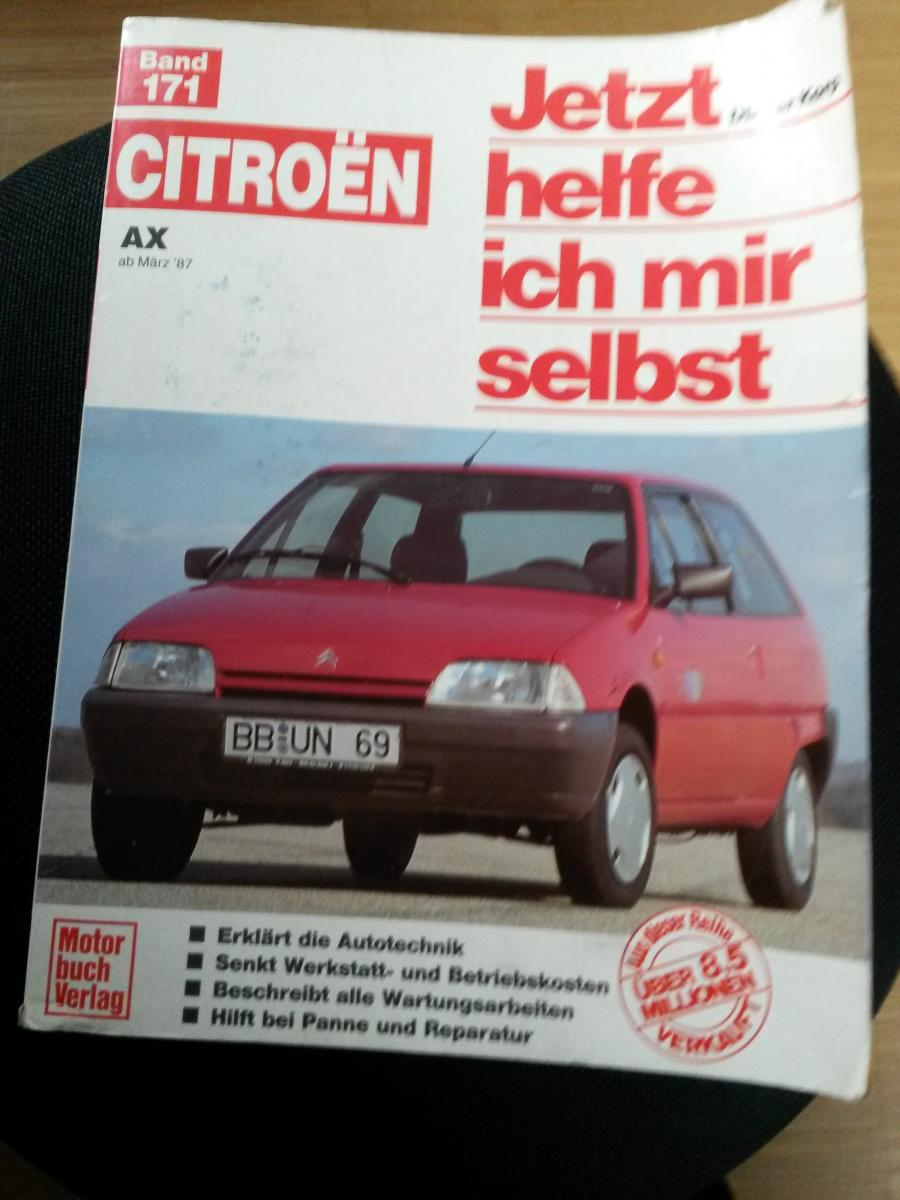 Band
171
CITROËN
AX
ab März '87
Jetzt
helfe
ich mir
selbst
BB UN 69
Motor
buch
Verlag
■ Erklärt die Autotechnik
■ Senkt Werkstatt- und Betriebskosten
■ Beschreibt alle Wartungsarbeiten
■ Hilft bei Panne und Reparatur
Aus dieser Reihe
ÜBER 8,5
MILLIONEN
VERKAUFT